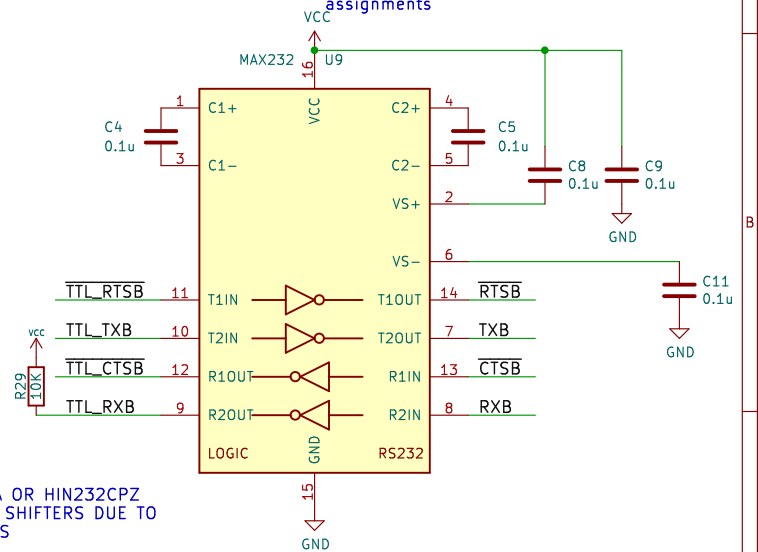 assignments
VCC
MAX232 U9
16
VCC
1 C1+ C2+ 4
C4 0.1u
C5 0.1u
3 C1- C2- 5
C8 0.1u
C9 0.1u
VS+ 2
GND
B
VS- 6
C11 0.1u
GND
TTL_RTSB 11 T1IN T1OUT 14 RTSB
TTL_TXB 10 T2IN T2OUT 7 TXB
TTL_CTSB 12 R1OUT R1IN 13 CTSB
TTL_RXB 9 R2OUT R2IN 8 RXB
VCC
R29
10K
LOGIC GND RS232
15
GND
OR HIN232CPZ
SHIFTERS DUE TO
S